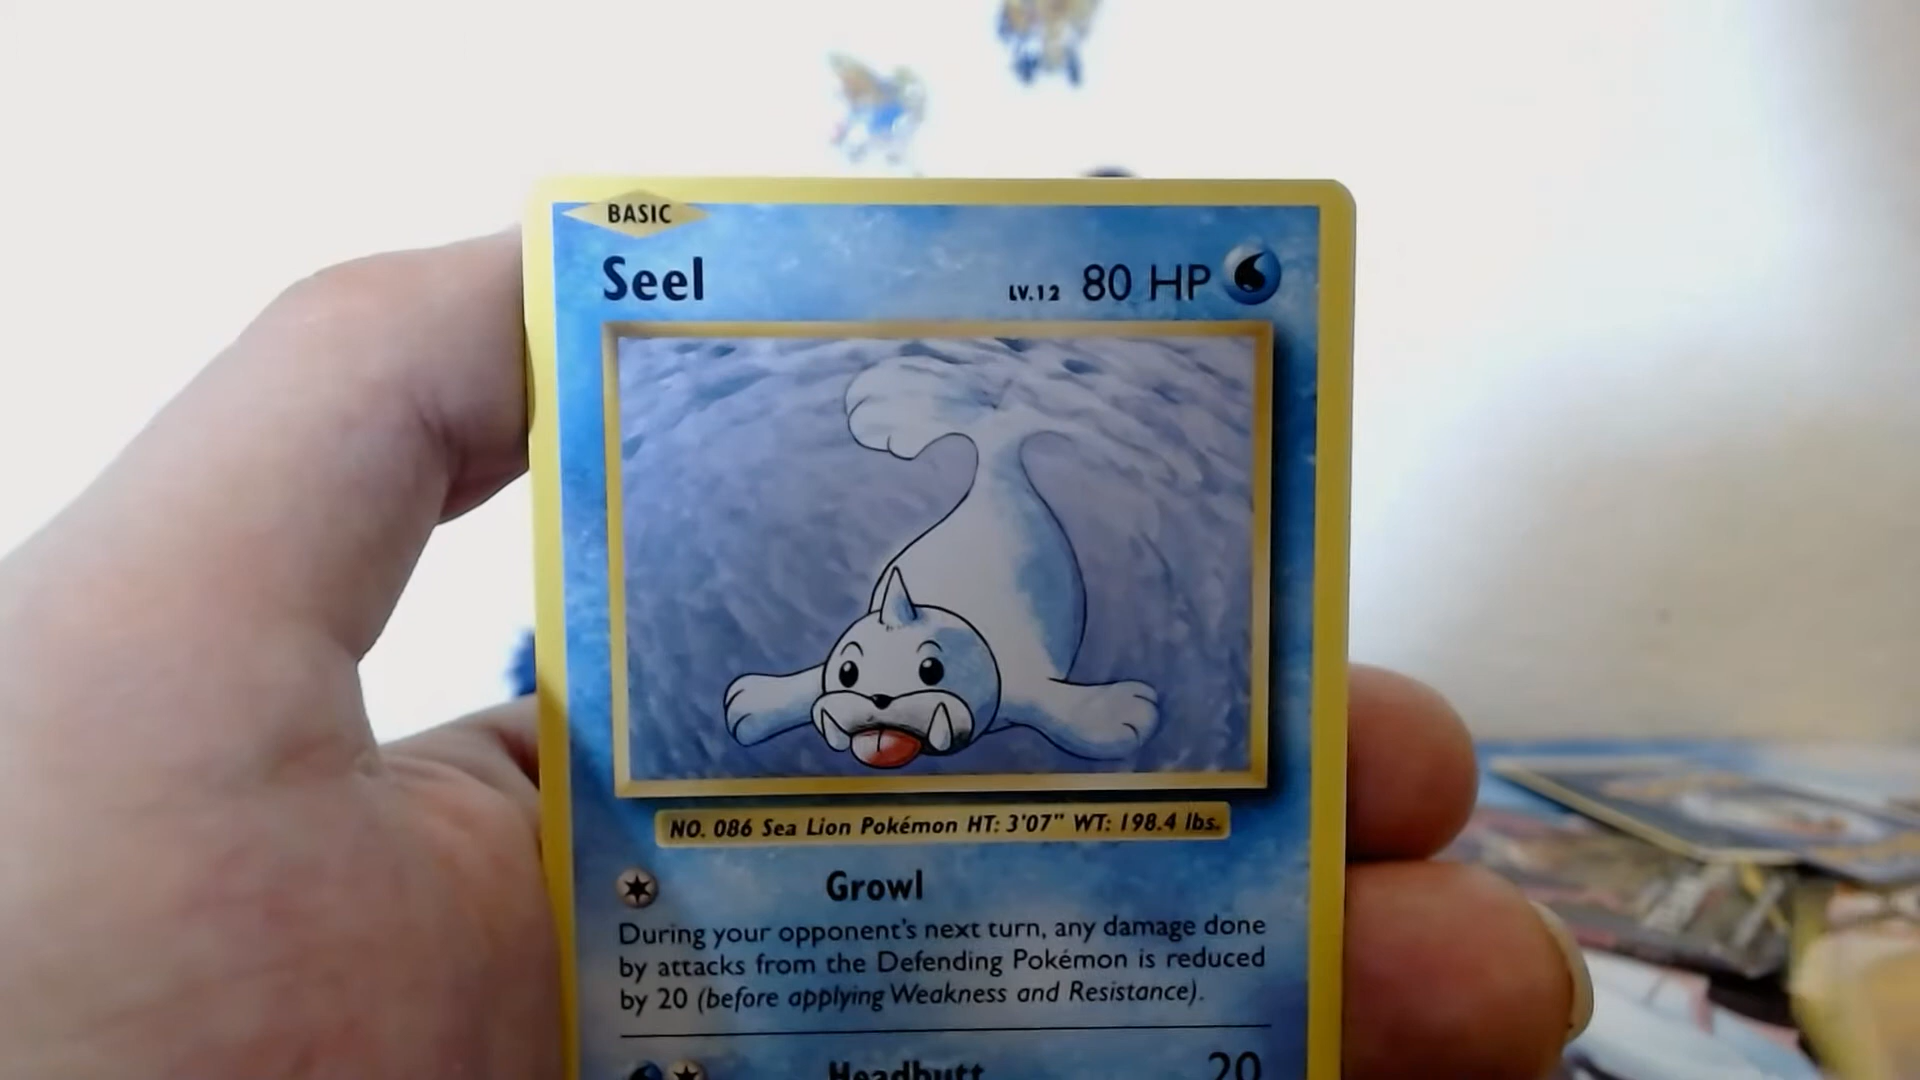 BASIC
Seel LV.12 80 HP
NO. 086 Sea Lion Pokémon HT: 3'07" WT: 198.4 lbs.
Growl
During your opponent's next turn, any damage done
by attacks from the Defending Pokémon is reduced
by 20 (before applying Weakness and Resistance).
Headbutt 20